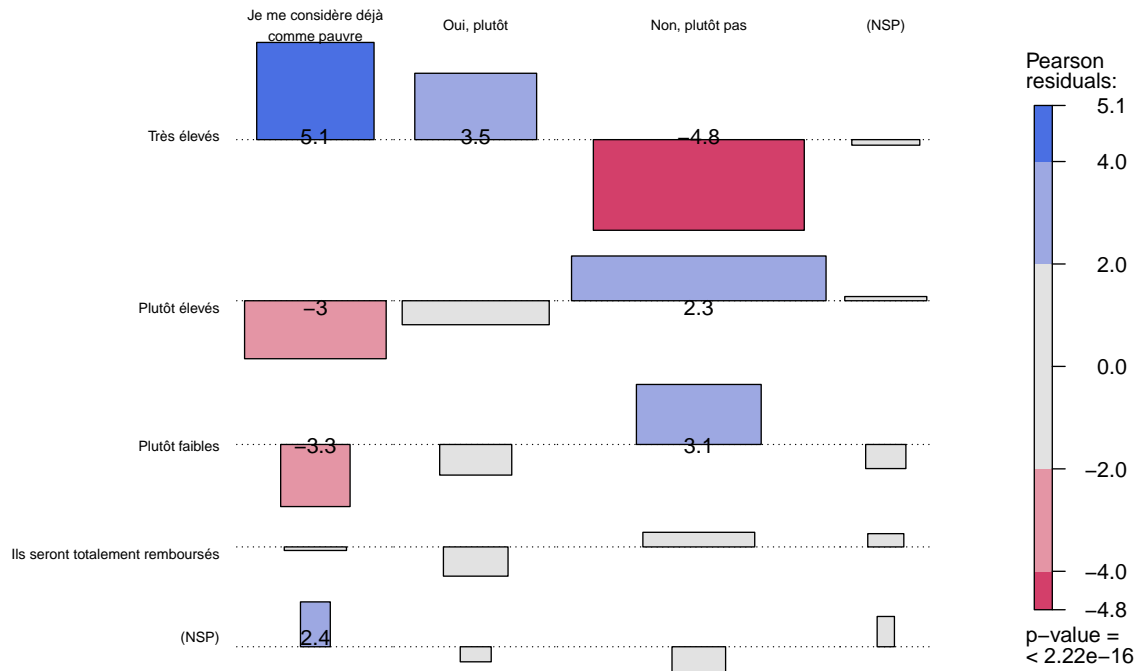 Je me considère déjà
comme pauvre
Oui, plutôt
Non, plutôt pas
(NSP)
Très élevés
5.1
3.5
−4.8
Plutôt élevés
−3
2.3
Plutôt faibles
−3.3
3.1
Ils seront totalement remboursés
(NSP)
2.4
Pearson
residuals:
5.1
4.0
2.0
0.0
−2.0
−4.0
−4.8
p−value =
< 2.22e−16